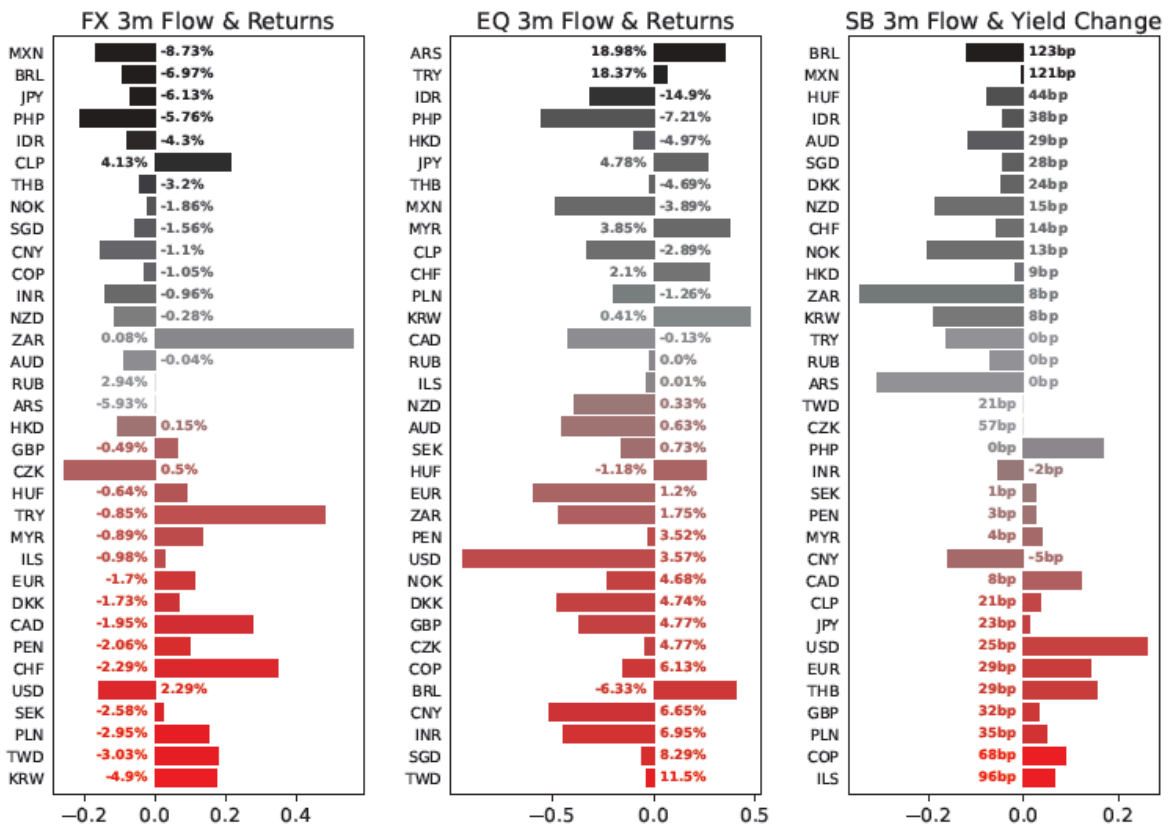 FX 3m Flow & Returns
MXN -8.73%
BRL -6.97%
JPY -6.13%
PHP -5.76%
IDR -4.3%
CLP 4.13%
THB -3.2%
NOK -1.86%
SGD -1.56%
CNY -1.1%
COP -1.05%
INR -0.96%
NZD -0.28%
ZAR 0.08%
AUD -0.04%
RUB 2.94%
ARS -5.93%
HKD 0.15%
GBP -0.49%
CZK 0.5%
HUF -0.64%
TRY -0.85%
MYR -0.89%
ILS -0.98%
EUR -1.7%
DKK -1.73%
CAD -1.95%
PEN -2.06%
CHF -2.29%
USD 2.29%
SEK -2.58%
PLN -2.95%
TWD -3.03%
KRW -4.9%
−0.2 0.0 0.2 0.4
EQ 3m Flow & Returns
ARS 18.98%
TRY 18.37%
IDR -14.9%
PHP -7.21%
HKD -4.97%
JPY 4.78%
THB -4.69%
MXN -3.89%
MYR 3.85%
CLP -2.89%
CHF 2.1%
PLN -1.26%
KRW 0.41%
CAD -0.13%
RUB 0.0%
ILS 0.01%
NZD 0.33%
AUD 0.63%
SEK 0.73%
HUF -1.18%
EUR 1.2%
ZAR 1.75%
PEN 3.52%
USD 3.57%
NOK 4.68%
DKK 4.74%
GBP 4.77%
CZK 4.77%
COP 6.13%
BRL -6.33%
CNY 6.65%
INR 6.95%
SGD 8.29%
TWD 11.5%
−0.5 0.0 0.5
SB 3m Flow & Yield Change
BRL 123bp
MXN 121bp
HUF 44bp
IDR 38bp
AUD 29bp
SGD 28bp
DKK 24bp
NZD 15bp
CHF 14bp
NOK 13bp
HKD 9bp
ZAR 8bp
KRW 8bp
TRY 0bp
RUB 0bp
ARS 0bp
TWD 21bp
CZK 57bp
PHP 0bp
INR -2bp
SEK 1bp
PEN 3bp
MYR 4bp
CNY -5bp
CAD 8bp
CLP 21bp
JPY 23bp
USD 25bp
EUR 29bp
THB 29bp
GBP 32bp
PLN 35bp
COP 68bp
ILS 96bp
−0.2 0.0 0.2